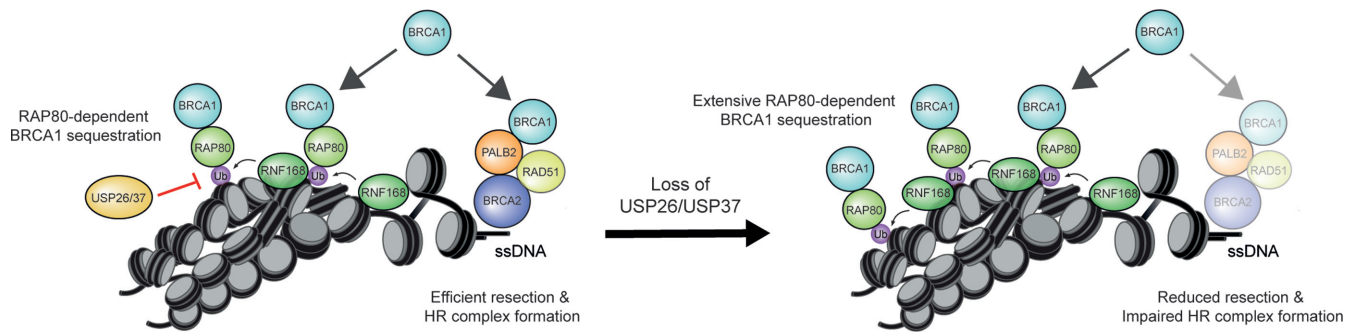 BRCA1
RAP80-dependent
BRCA1 sequestration
BRCA1
BRCA1
BRCA1
RAP80
RAP80
PALB2
RAD51
Ub
RNF168
Ub
RNF168
USP26/37
BRCA2
ssDNA
Efficient resection &
HR complex formation
Loss of
USP26/USP37
BRCA1
Extensive RAP80-dependent
BRCA1 sequestration
BRCA1
BRCA1
BRCA1
RAP80
RAP80
PALB2
RAD51
BRCA1
Ub
RNF168
Ub
RNF168
RNF168
RAP80
BRCA2
Ub
ssDNA
Reduced resection &
Impaired HR complex formation